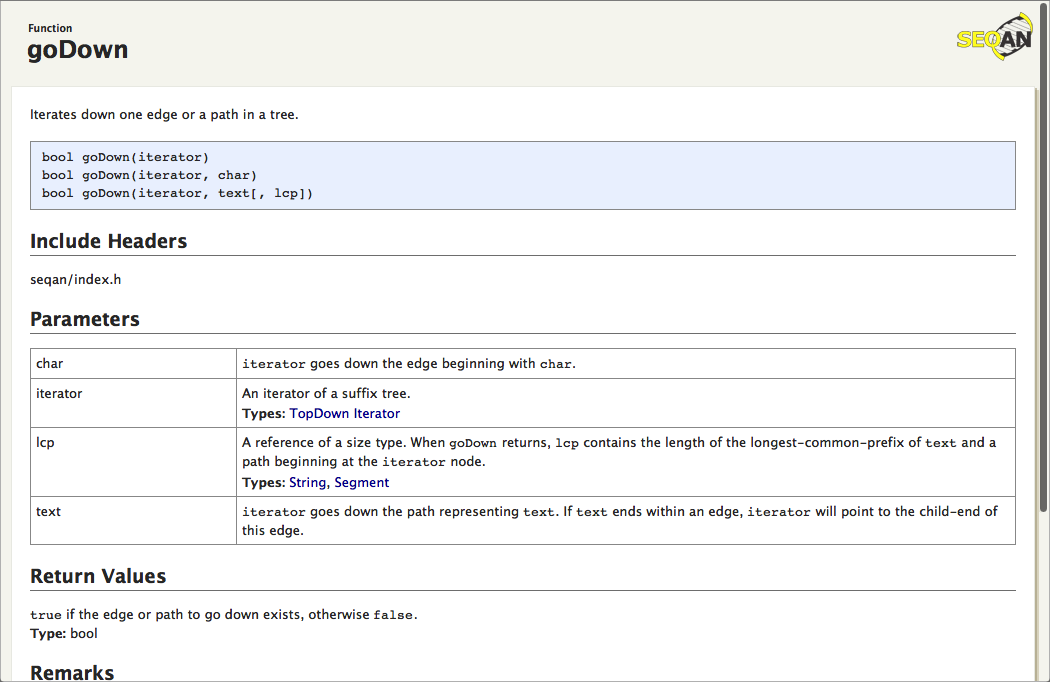 Function
goDown
SEQAN
Iterates down one edge or a path in a tree.
bool goDown(iterator)
bool goDown(iterator, char)
bool goDown(iterator, text[, lcp])
Include Headers
seqan/index.h
Parameters
char iterator goes down the edge beginning with char.
iterator An iterator of a suffix tree.
Types: TopDown Iterator
lcp A reference of a size type. When goDown returns, lcp contains the length of the longest-common-prefix of text and a
path beginning at the iterator node.
Types: String, Segment
text iterator goes down the path representing text. If text ends within an edge, iterator will point to the child-end of
this edge.
Return Values
true if the edge or path to go down exists, otherwise false.
Type: bool
Remarks